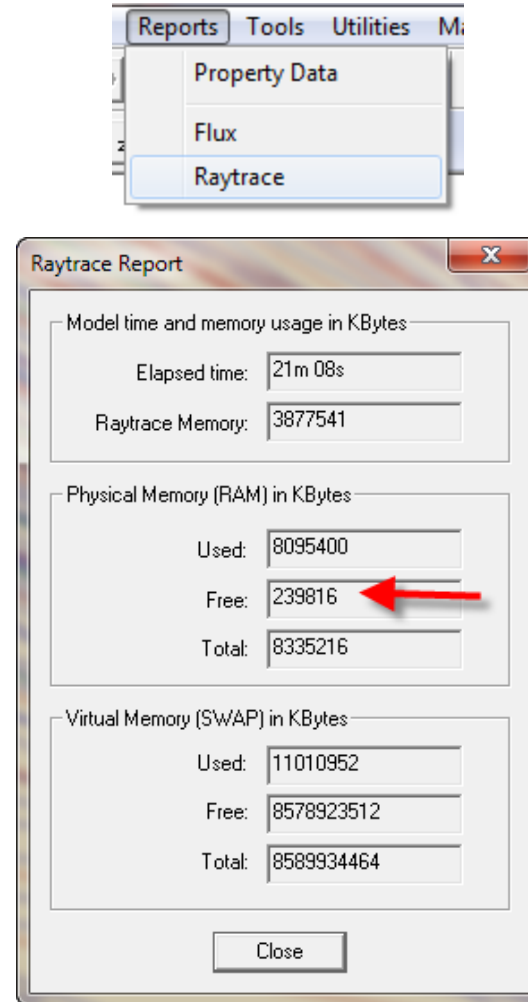 Reports Tools Utilities
Property Data
Flux
Raytrace
Raytrace Report
Model time and memory usage in KBytes
Elapsed time: 21m 08s
Raytrace Memory: 3877541
Physical Memory (RAM) in KBytes
Used: 8095400
Free: 239816
Total: 8335216
Virtual Memory (SWAP) in KBytes
Used: 11010952
Free: 8578923512
Total: 8589934464
Close